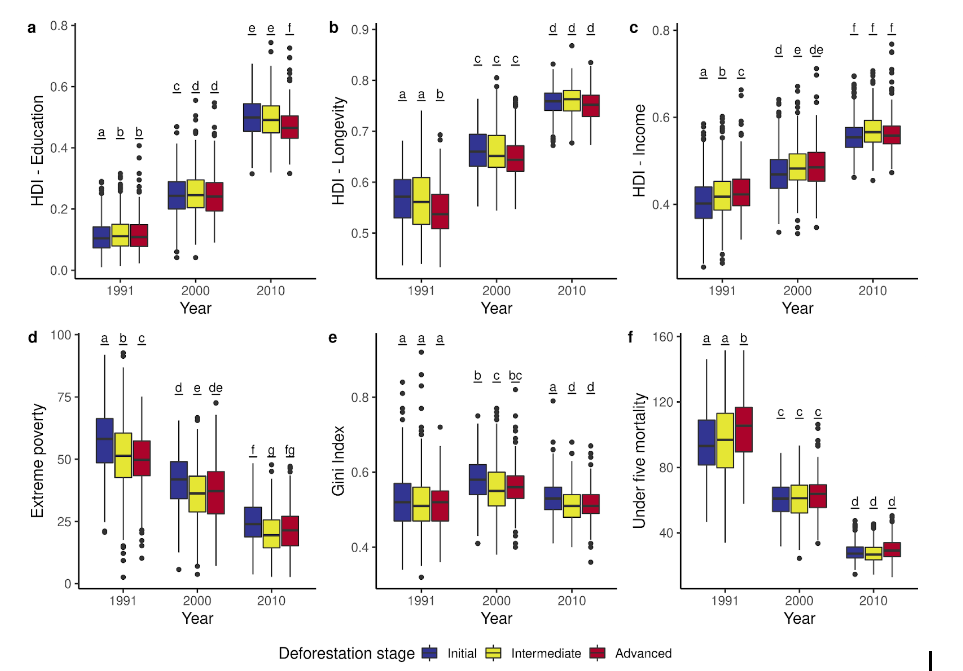 a
HDI - Education
0.8
0.6
0.4
0.2
0.0
a b b
c d d
e e f
1991 2000 2010
Year
b
HDI - Longevity
0.9
0.8
0.7
0.6
0.5
a a b
c c c
d d d
1991 2000 2010
Year
c
HDI - Income
0.8
0.6
0.4
a b c
d e de
f f f
1991 2000 2010
Year
d
Extreme poverty
100
75
50
25
0
a b c
d e de
f g fg
1991 2000 2010
Year
e
Gini Index
0.8
0.6
0.4
a a a
b c bc
a d d
1991 2000 2010
Year
f
Under five mortality
160
120
80
40
a a b
c c c
d d d
1991 2000 2010
Year
Deforestation stage Initial Intermediate Advanced